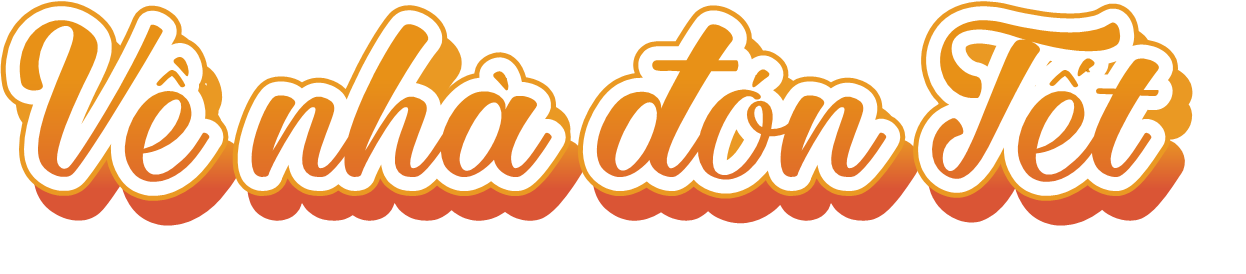 Về nhà đón Tết